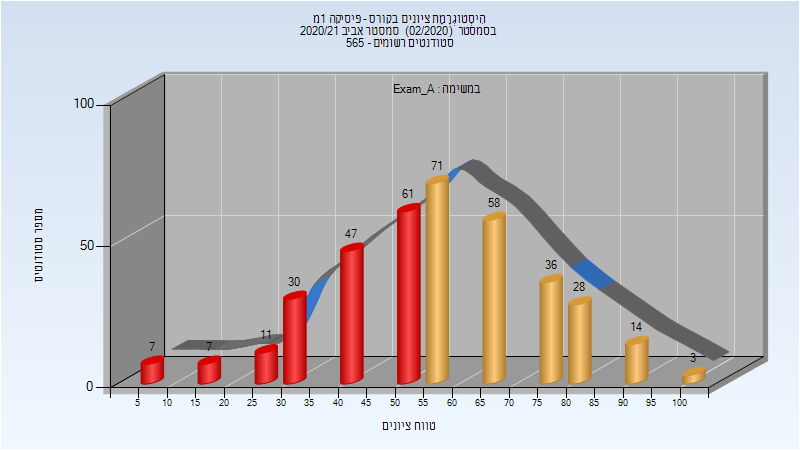 היסטוגרמת ציונים בקורס - פיסיקה 1מ
בסמסטר (02/2020) סמסטר אביב 2020/21
סטודנטים רשומים - 565
במשימה : Exam_A
מספר סטודנטים
100
50
0
7
7
11
30
47
61
71
58
36
28
14
3
5 10 15 20 25 30 35 40 45 50 55 60 65 70 75 80 85 90 95 100
טווח ציונים